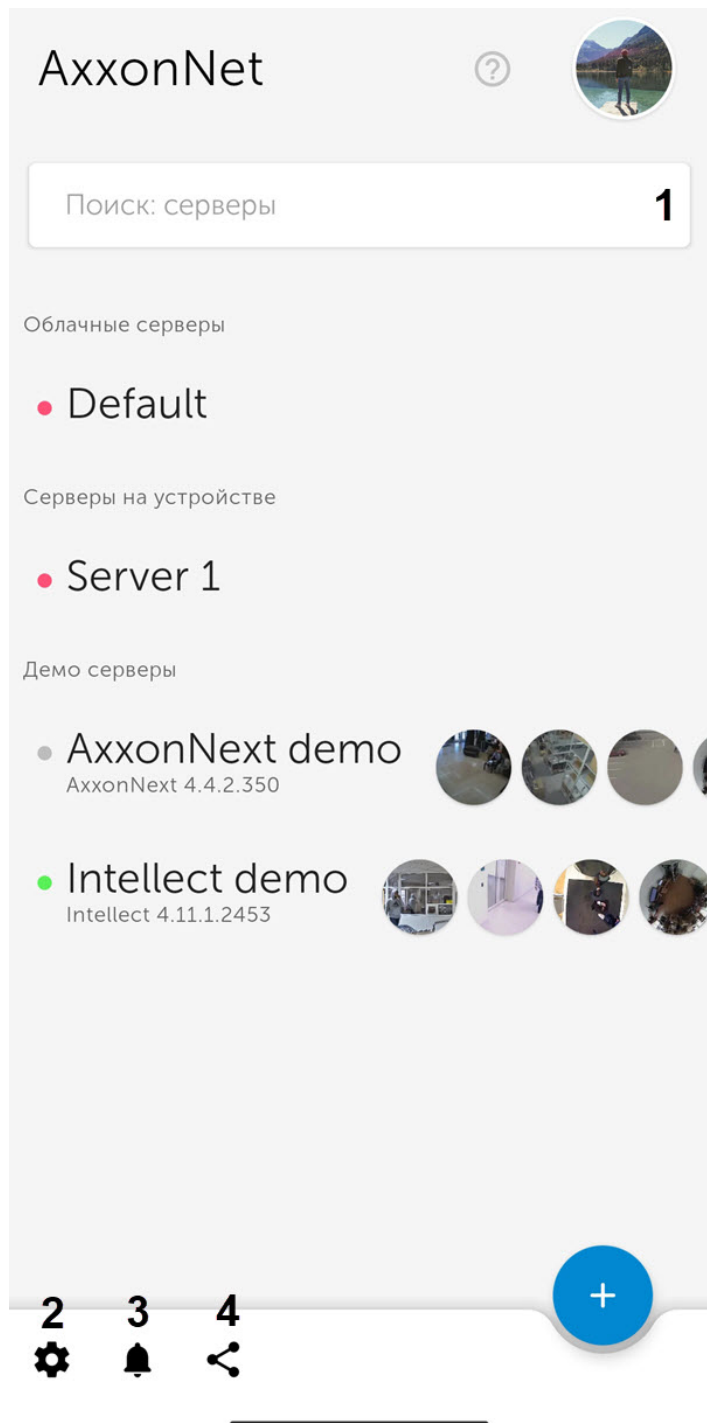 AxxonNet
?
Поиск: серверы 1
Облачные серверы
Default
Серверы на устройстве
Server 1
Демо серверы
AxxonNext demo
AxxonNext 4.4.2.350
Intellect demo
Intellect 4.11.1.2453
+
2 3 4